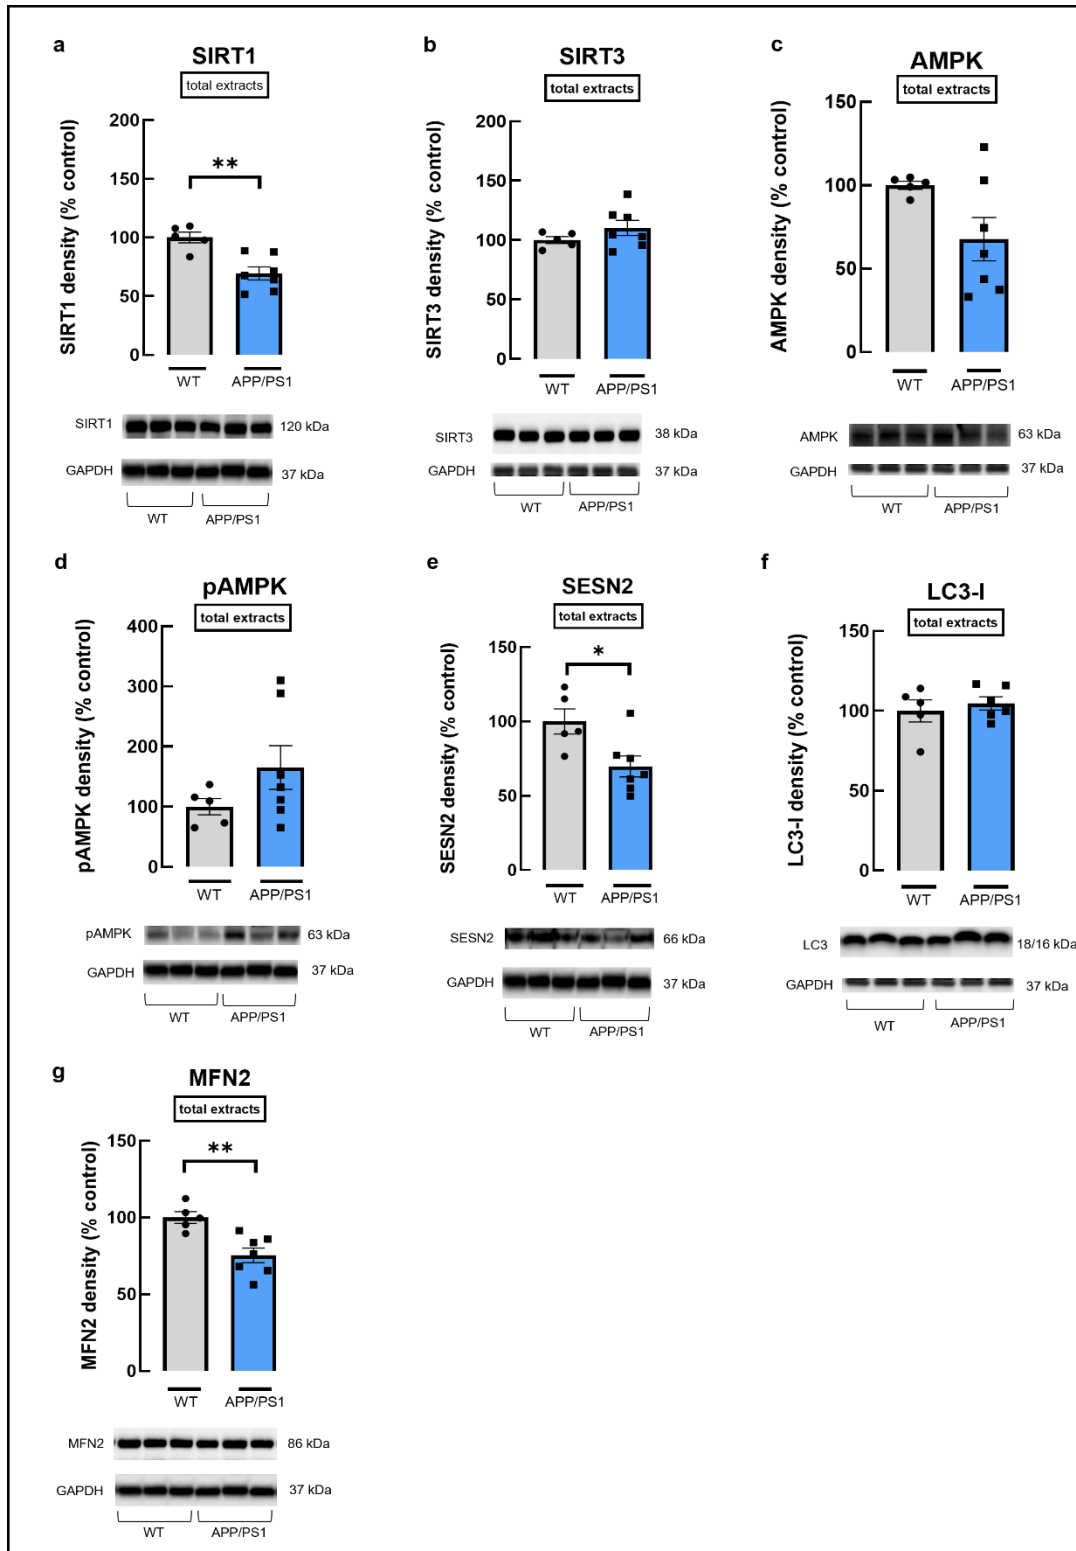 a
SIRT1
total extracts
SIRT1 density (% control)
200
150
100
50
0
**
WT
APP/PS1
SIRT1
120 kDa
GAPDH
37 kDa
WT
APP/PS1
b
SIRT3
total extracts
SIRT3 density (% control)
200
150
100
50
0
WT
APP/PS1
SIRT3
38 kDa
GAPDH
37 kDa
WT
APP/PS1
c
AMPK
total extracts
AMPK density (% control)
150
100
50
0
WT
APP/PS1
AMPK
63 kDa
GAPDH
37 kDa
WT
APP/PS1
d
pAMPK
total extracts
pAMPK density (% control)
400
300
200
100
0
WT
APP/PS1
pAMPK
63 kDa
GAPDH
37 kDa
WT
APP/PS1
e
SESN2
total extracts
SESN2 density (% control)
150
100
50
0
*
WT
APP/PS1
SESN2
66 kDa
GAPDH
37 kDa
WT
APP/PS1
f
LC3-I
total extracts
LC3-I density (% control)
150
100
50
0
WT
APP/PS1
LC3
18/16 kDa
GAPDH
37 kDa
WT
APP/PS1
g
MFN2
total extracts
MFN2 density (% control)
150
100
50
0
**
WT
APP/PS1
MFN2
86 kDa
GAPDH
37 kDa
WT
APP/PS1